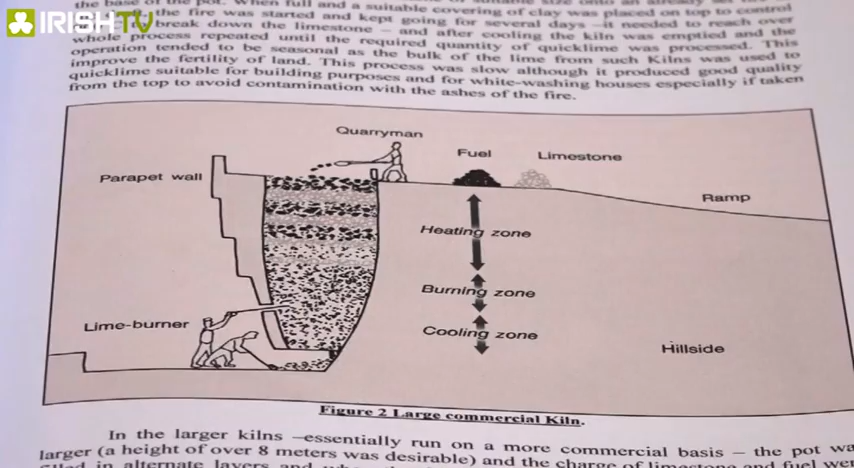 the base of the pot. When full and a suitable covering of clay was placed on top to control
IRISHTV
the fire was started and kept going for several days – it needed to reach over
to break down the limestone – and after cooling the kiln was emptied and the
whole process repeated until the required quantity of quicklime was processed. This
operation tended to be seasonal as the bulk of the lime from such Kilns was used to
improve the fertility of land. This process was slow although it produced good quality
quicklime suitable for building purposes and for white-washing houses especially if taken
from the top to avoid contamination with the ashes of the fire.
Quarryman
Fuel
Limestone
Parapet wall
Ramp
Heating zone
Burning zone
Lime-burner
Cooling zone
Hillside
Figure 2 Large commercial Kiln.
In the larger kilns –essentially run on a more commercial basis – the pot wa
larger (a height of over 8 meters was desirable) and the charge of limestone and fuel wer
in alternate layers and